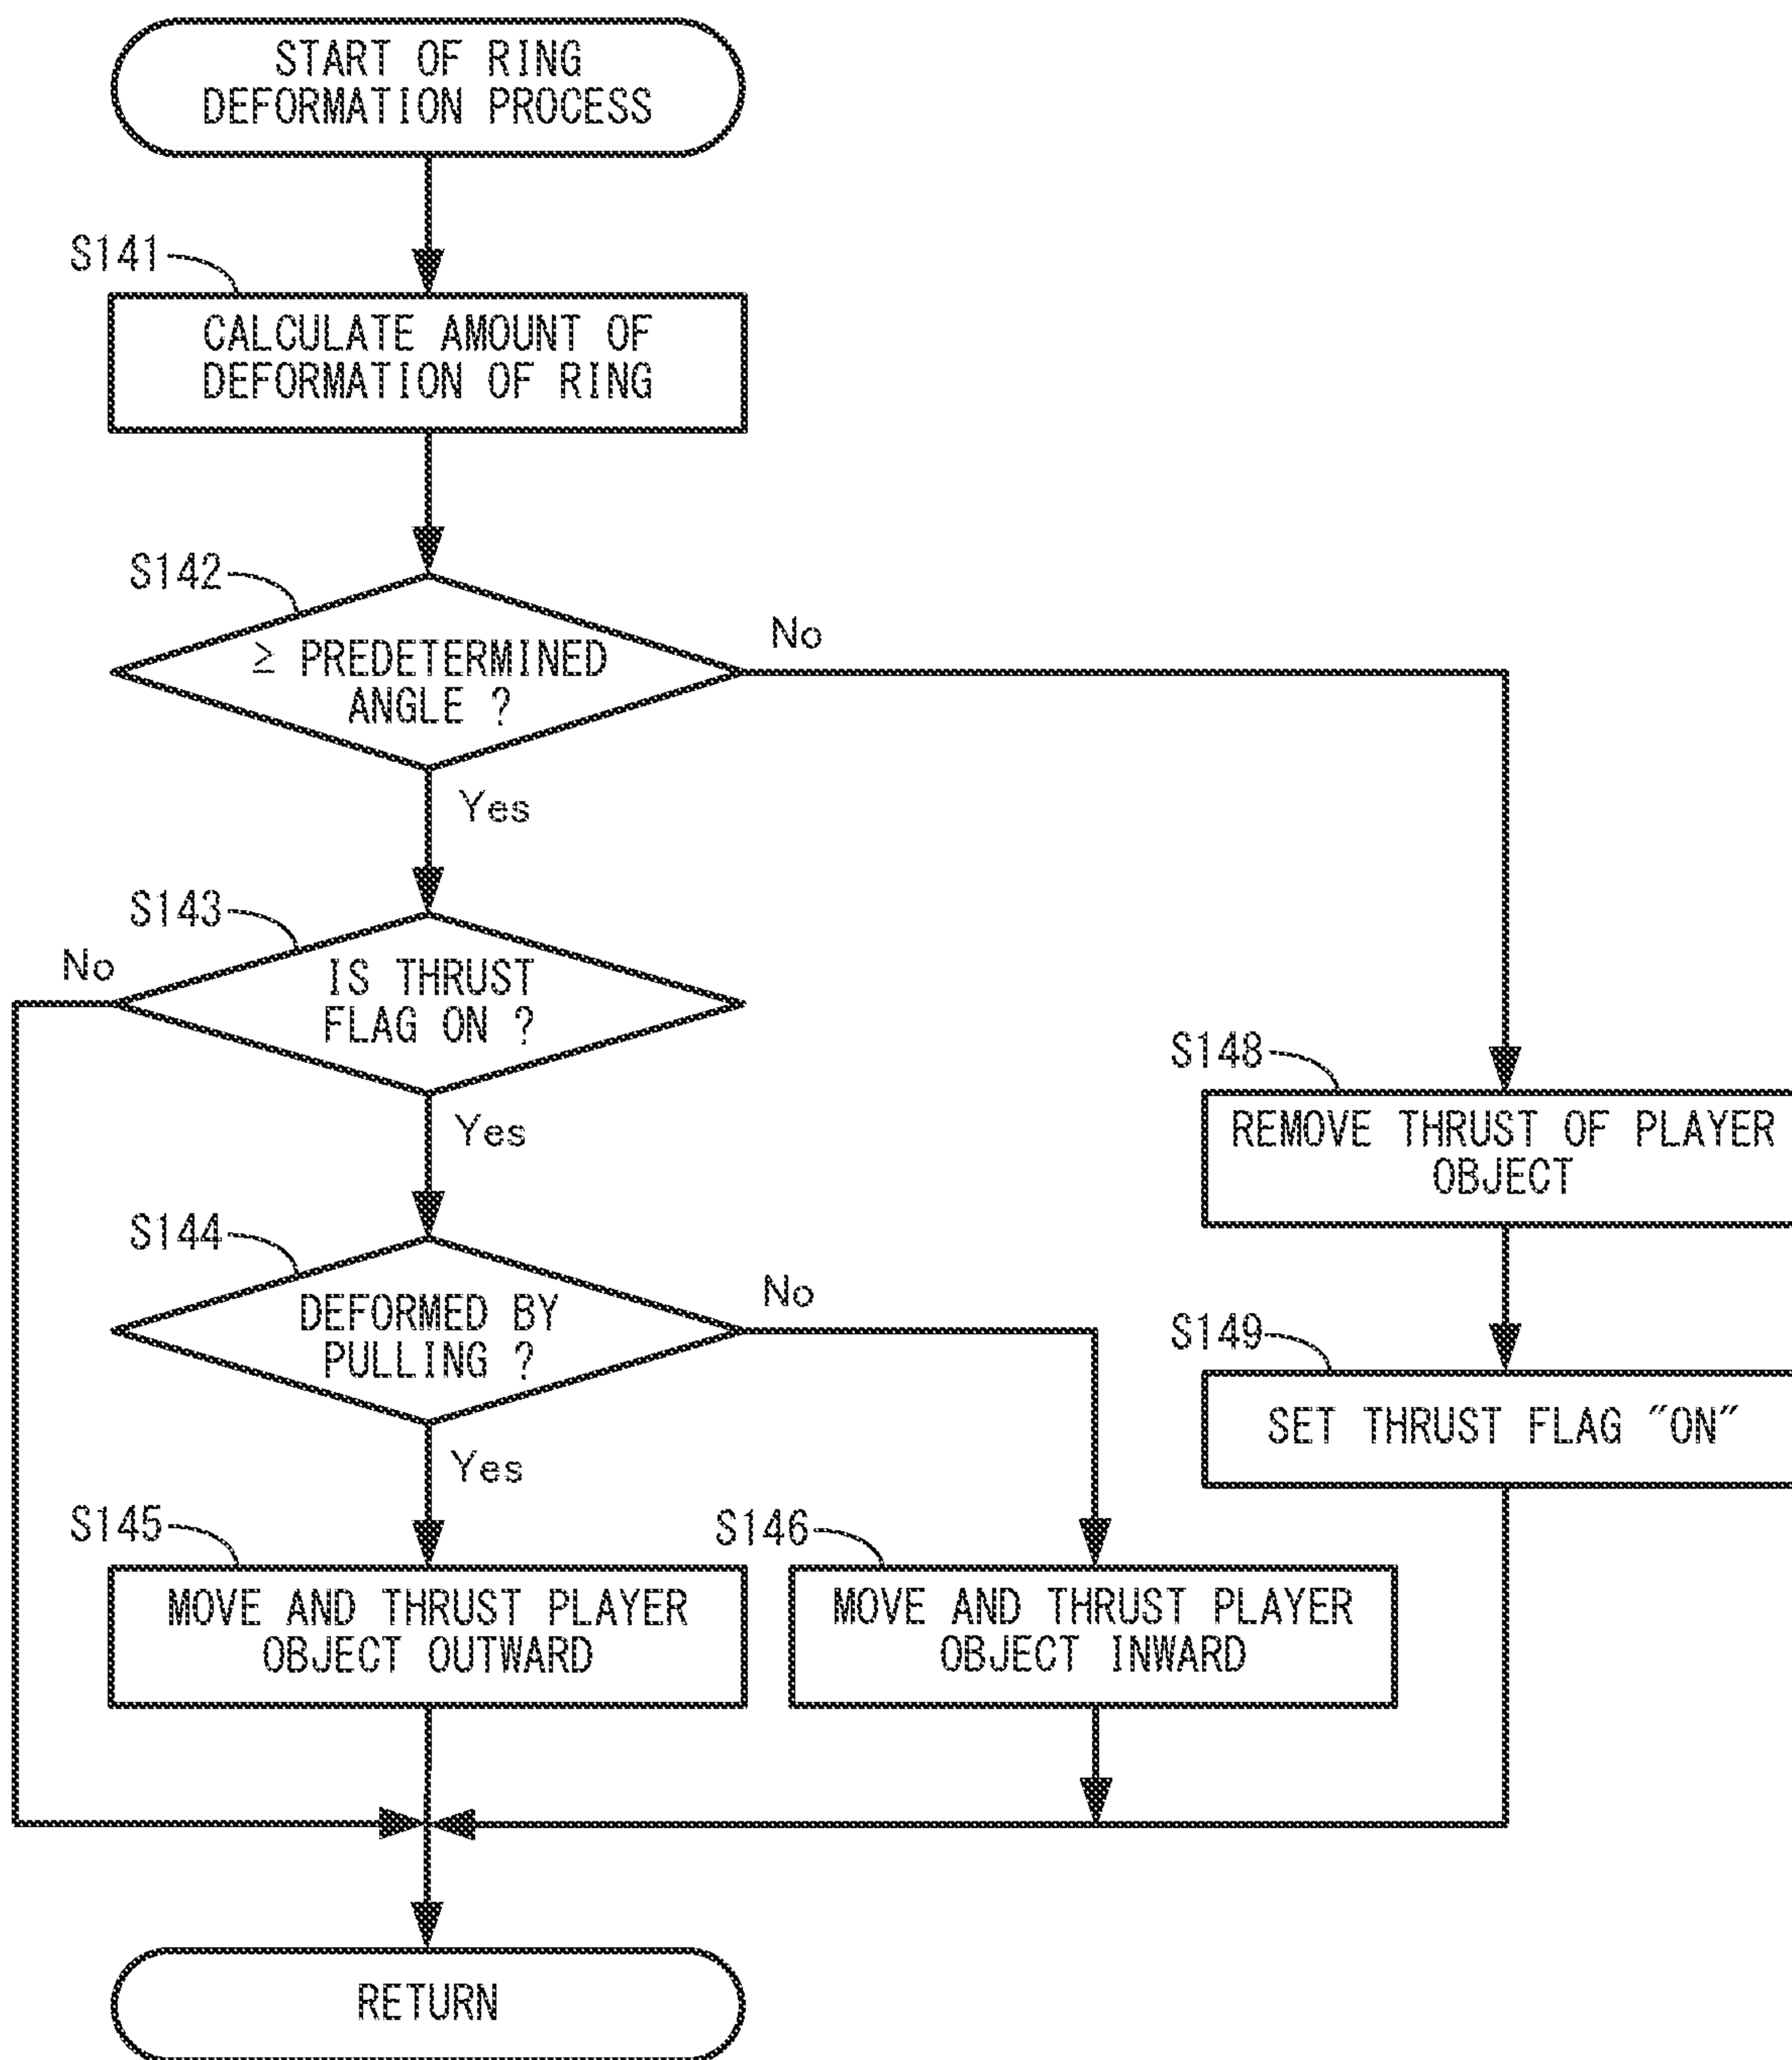 START OF RING
DEFORMATION PROCESS
S141
CALCULATE AMOUNT OF
DEFORMATION OF RING
S142
≥ PREDETERMINED
ANGLE ?
No
Yes
S143
No
IS THRUST
FLAG ON ?
Yes
S148
REMOVE THRUST OF PLAYER
OBJECT
S144
DEFORMED BY
PULLING ?
No
Yes
S149
SET THRUST FLAG "ON"
S145
MOVE AND THRUST PLAYER
OBJECT OUTWARD
S146
MOVE AND THRUST PLAYER
OBJECT INWARD
RETURN